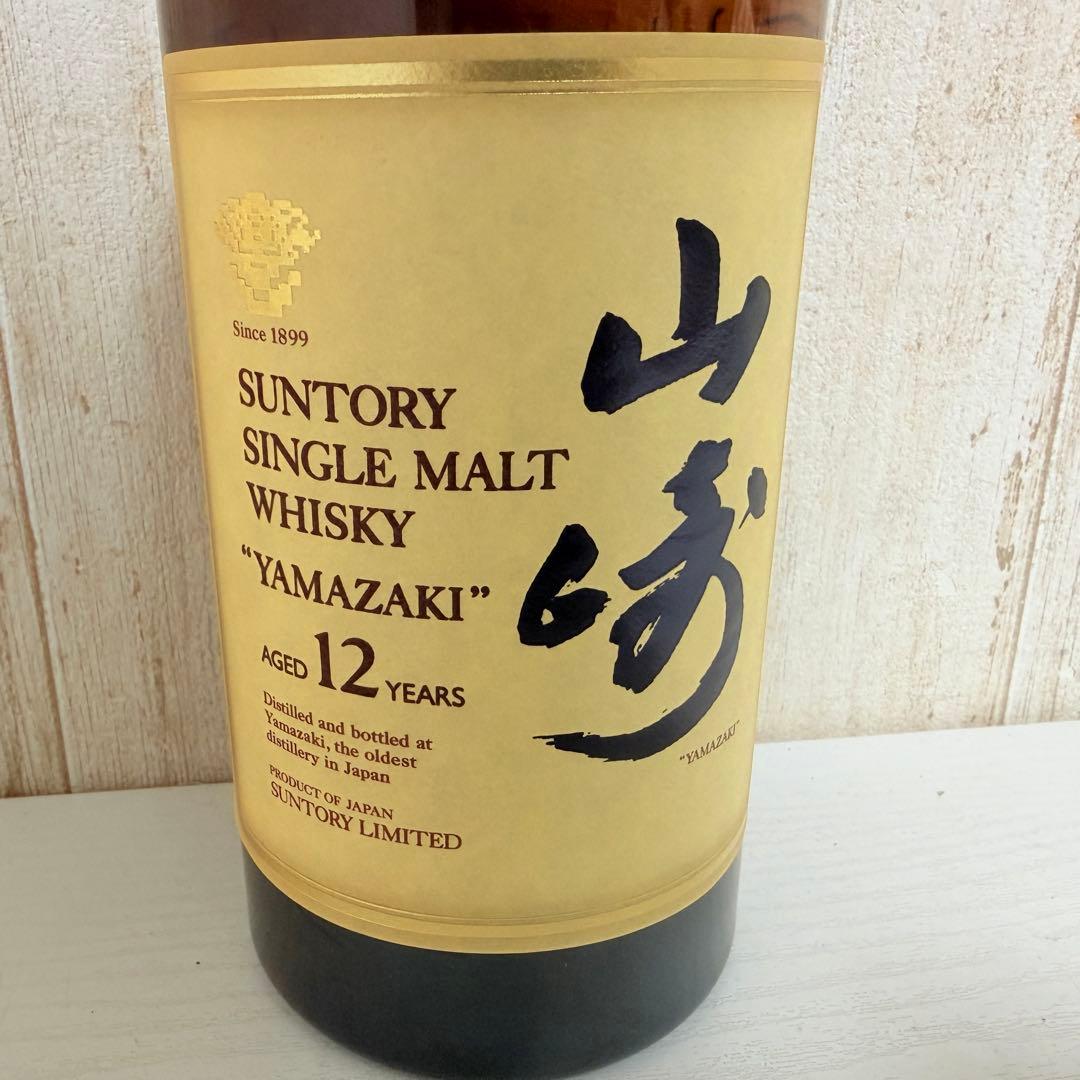 Since 1899
SUNTORY
SINGLE MALT
WHISKY
“YAMAZAKI”
AGED 12 YEARS
Distilled and bottled at
Yamazaki, the oldest
distillery in Japan
PRODUCT OF JAPAN
SUNTORY LIMITED
山崎
“YAMAZAKI”